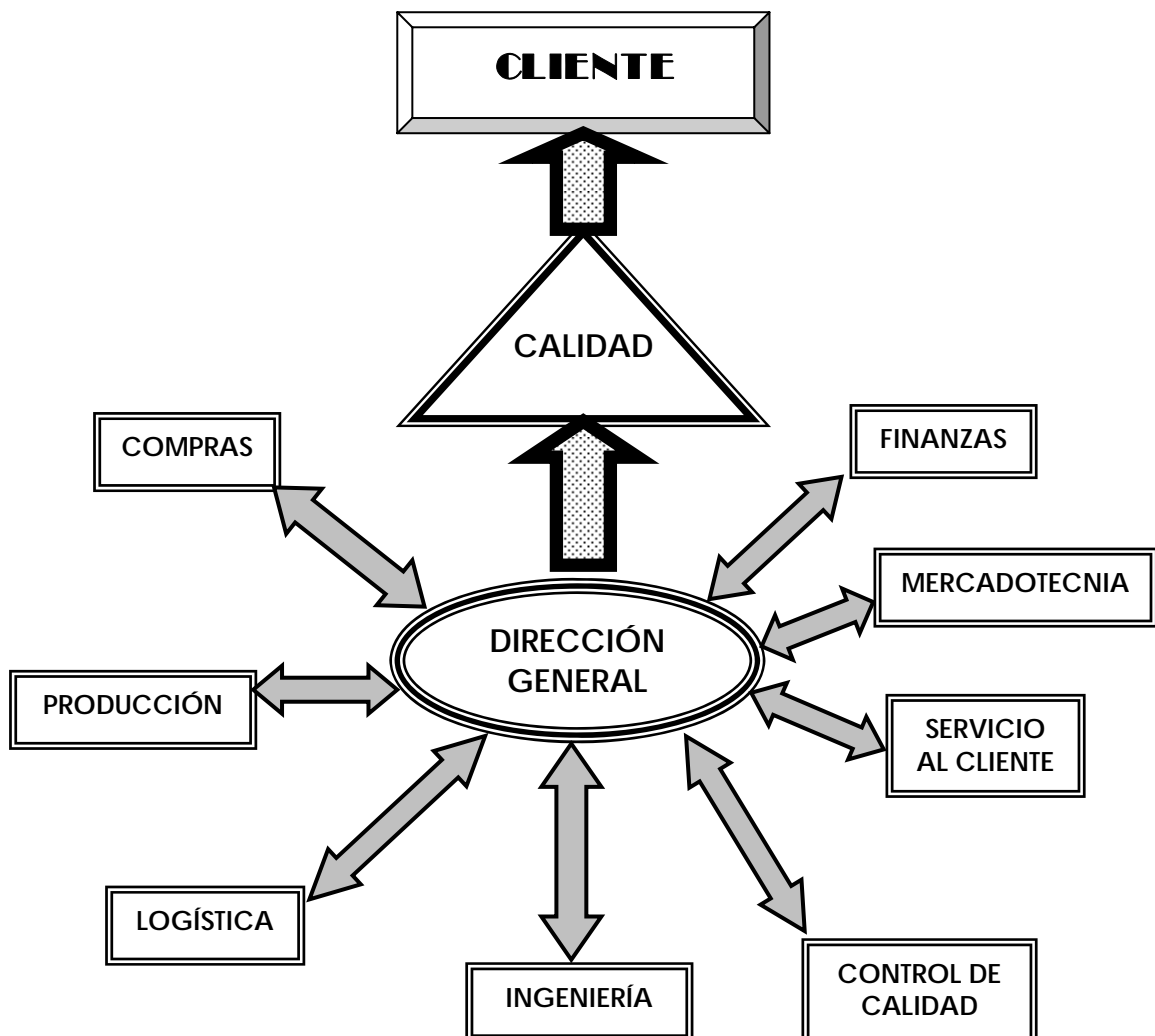 CLIENTE
CALIDAD
COMPRAS
FINANZAS
MERCADOTECNIA
DIRECCIÓN
GENERAL
PRODUCCIÓN
SERVICIO
AL CLIENTE
LOGÍSTICA
INGENIERÍA
CONTROL DE
CALIDAD